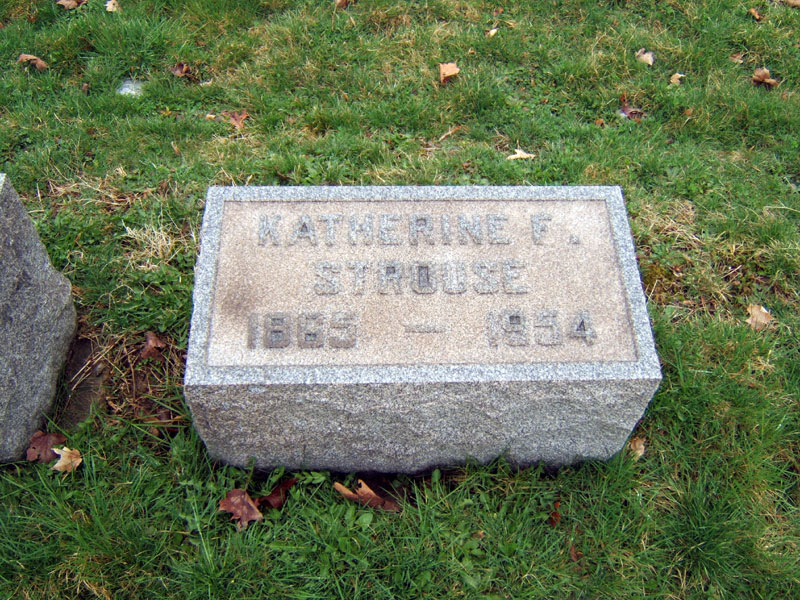 KATHERINE F.
STROUSE
1865 — 1954